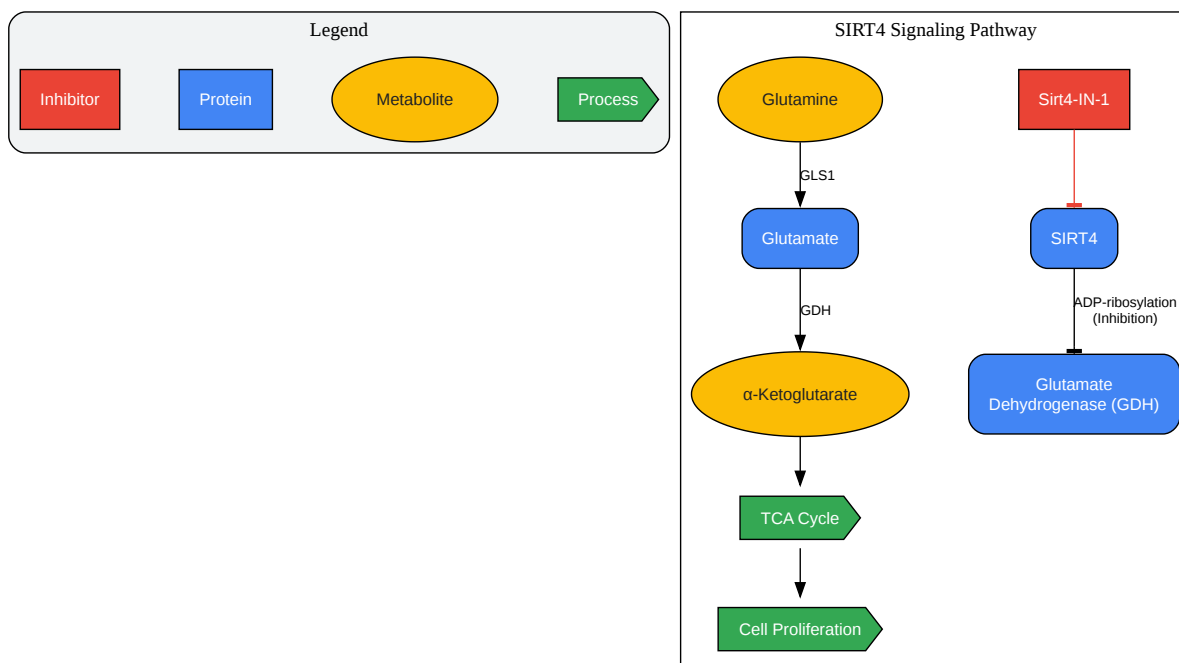 Legend
Inhibitor
Protein
Metabolite
Process
SIRT4 Signaling Pathway
Glutamine
Sirt4-IN-1
GLS1
Glutamate
SIRT4
GDH
ADP-ribosylation
(Inhibition)
α-Ketoglutarate
Glutamate
Dehydrogenase (GDH)
TCA Cycle
Cell Proliferation